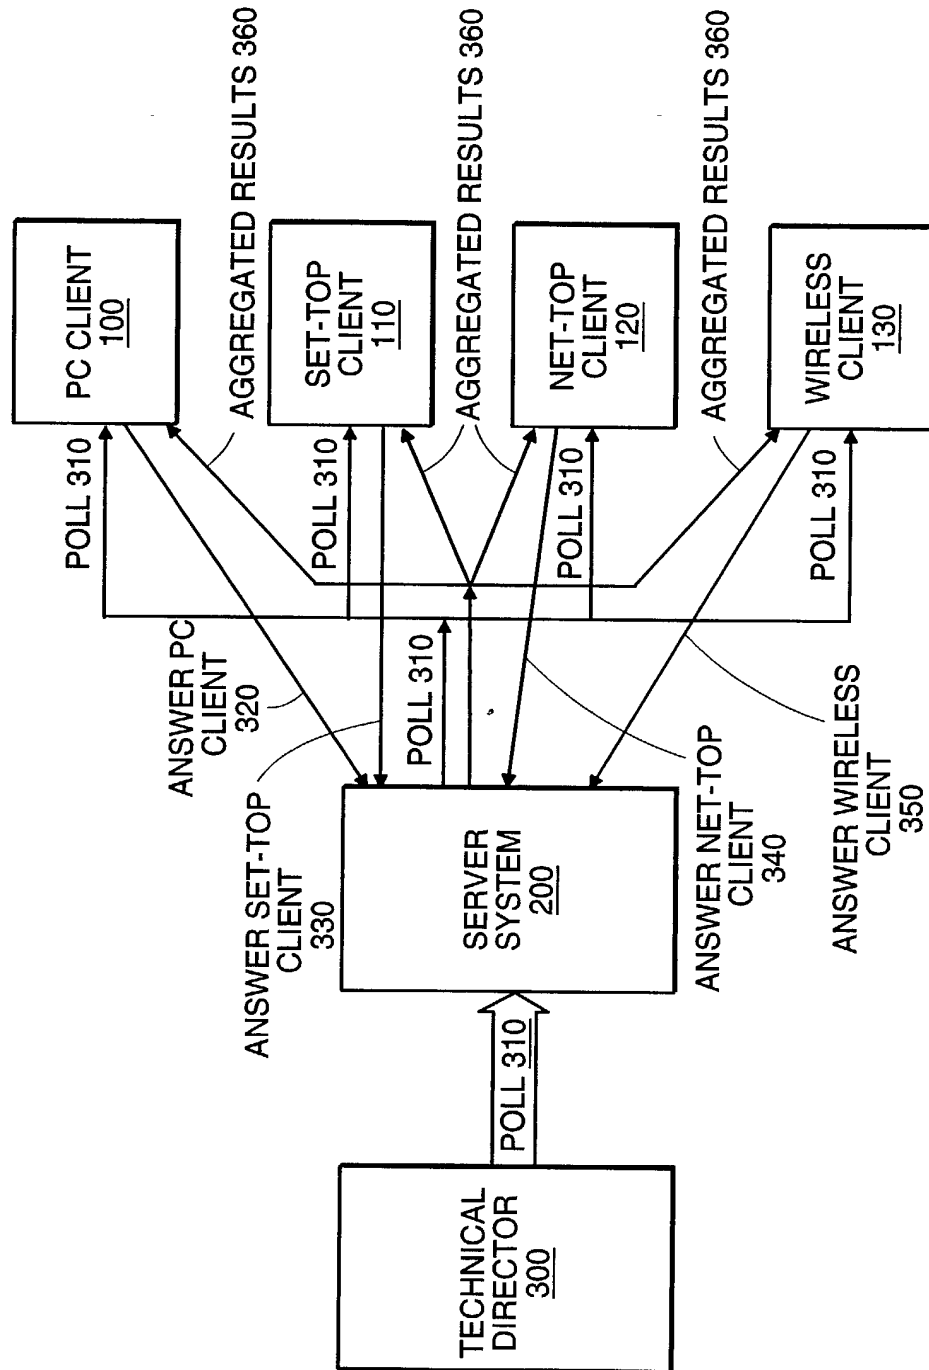 TECHNICAL
DIRECTOR
300
POLL 310
SERVER
SYSTEM
200
ANSWER PC
CLIENT
320
ANSWER SET-TOP
CLIENT
330
ANSWER NET-TOP
CLIENT
340
ANSWER WIRELESS
CLIENT
350
POLL 310
POLL 310
POLL 310
POLL 310
POLL 310
PC CLIENT
100
SET-TOP
CLIENT
110
NET-TOP
CLIENT
120
WIRELESS
CLIENT
130
AGGREGATED RESULTS 360
AGGREGATED RESULTS 360
AGGREGATED RESULTS 360